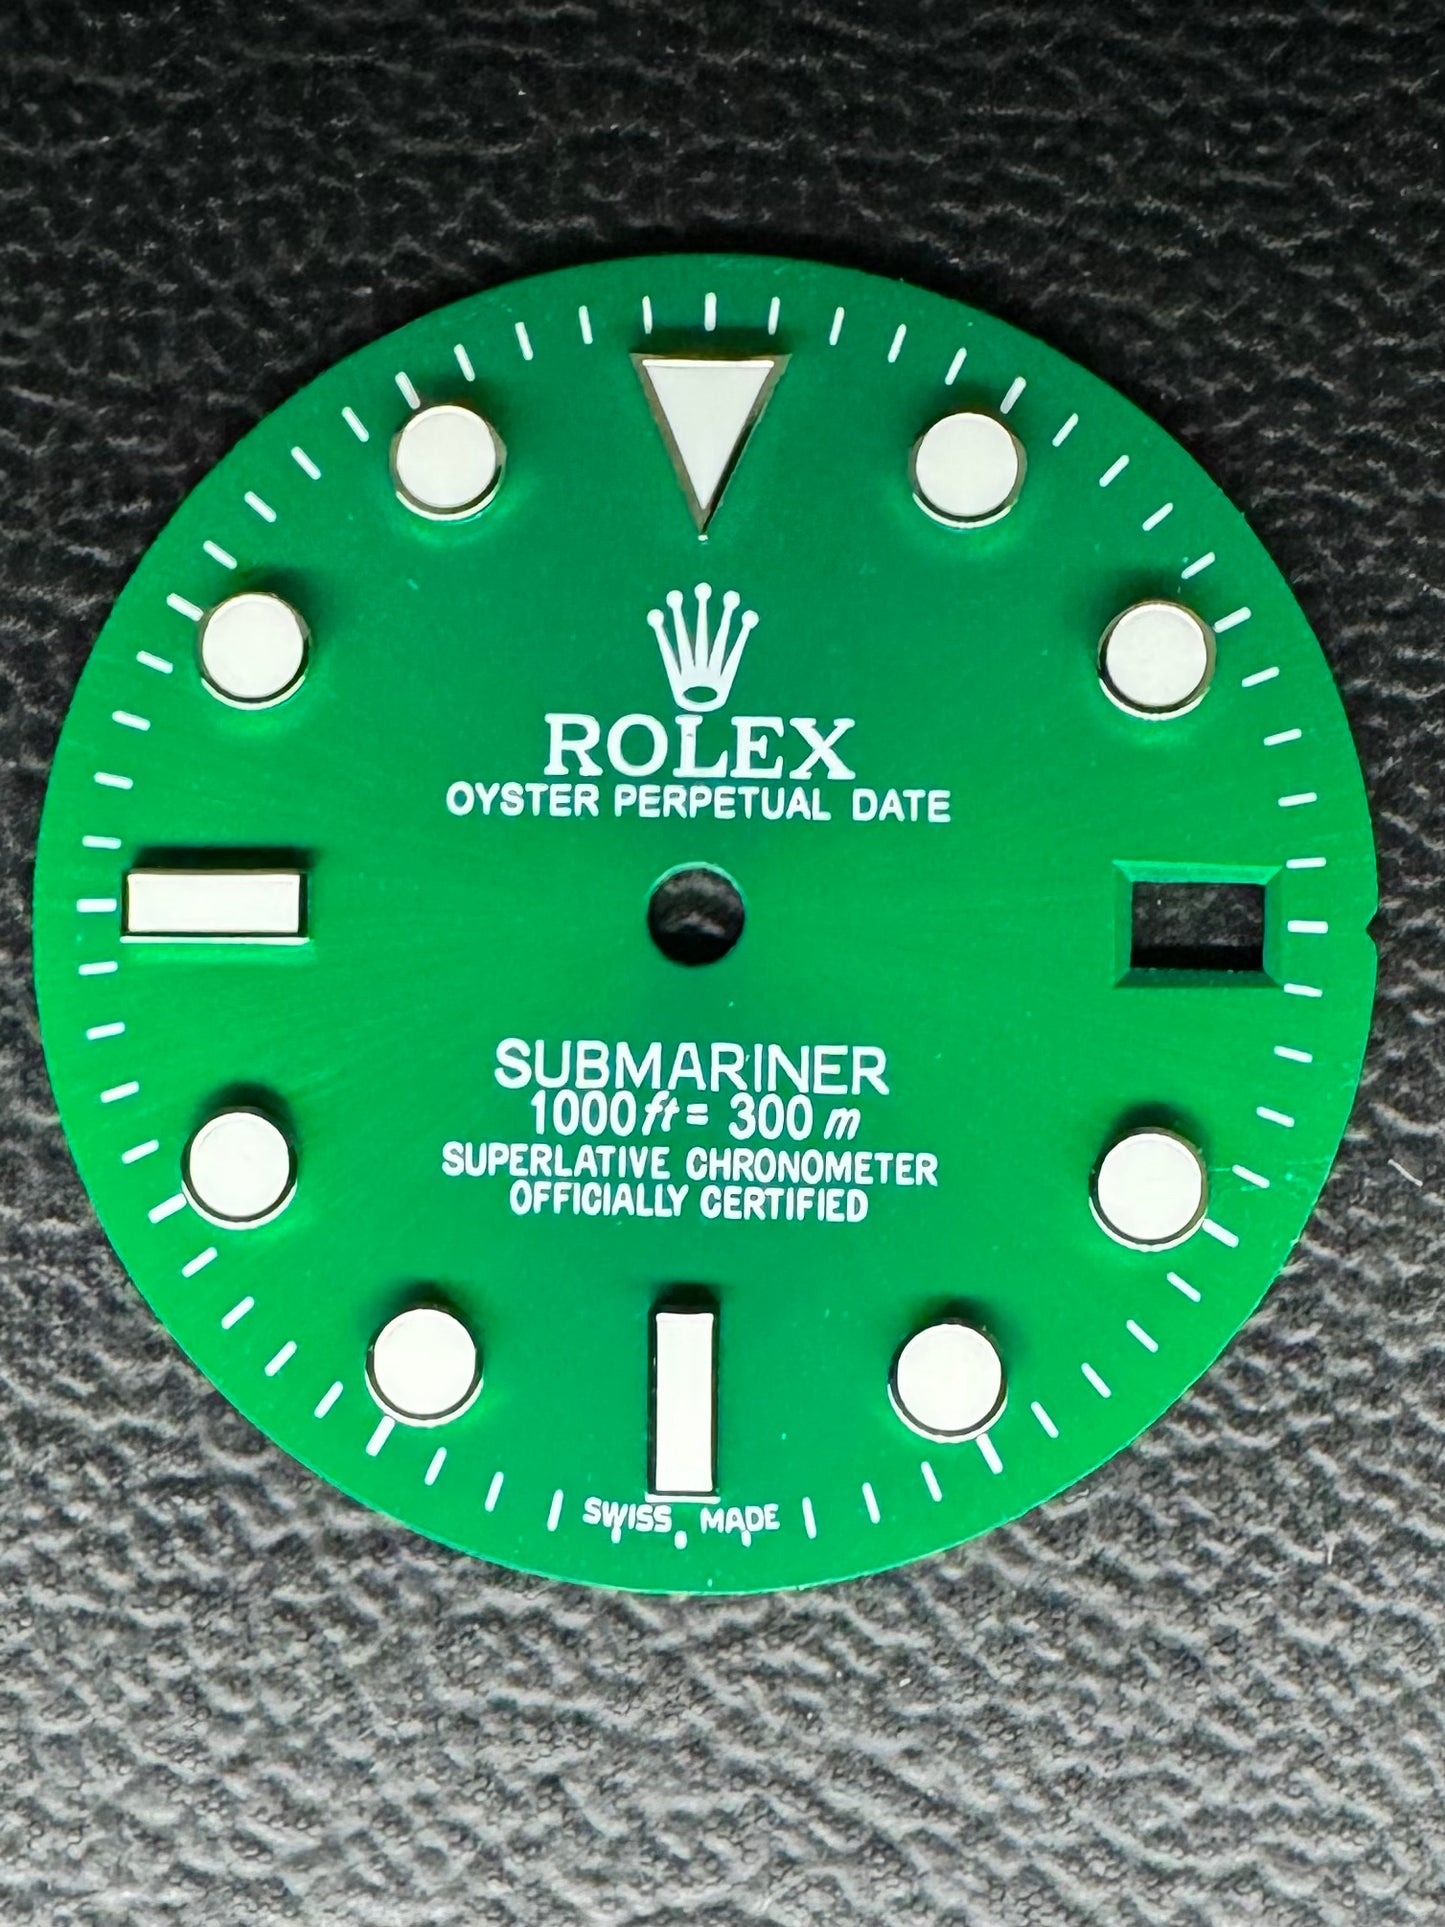 ROLEX
OYSTER PERPETUAL DATE
SUBMARINER
1000ft = 300m
SUPERLATIVE CHRONOMETER
OFFICIALLY CERTIFIED
SWISS MADE